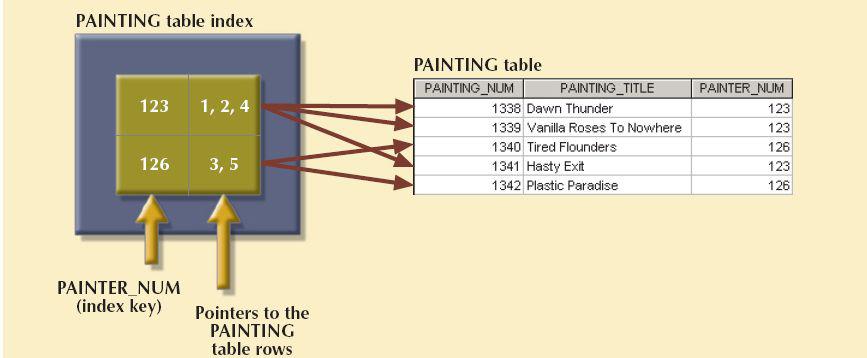 PAINTING table index
123 1, 2, 4
126 3, 5
PAINTER_NUM
(index key)
Pointers to the
PAINTING
table rows
PAINTING table
PAINTING_NUM PAINTING_TITLE PAINTER_NUM
1338 Dawn Thunder 123
1339 Vanilla Roses To Nowhere 123
1340 Tired Flounders 126
1341 Hasty Exit 123
1342 Plastic Paradise 126